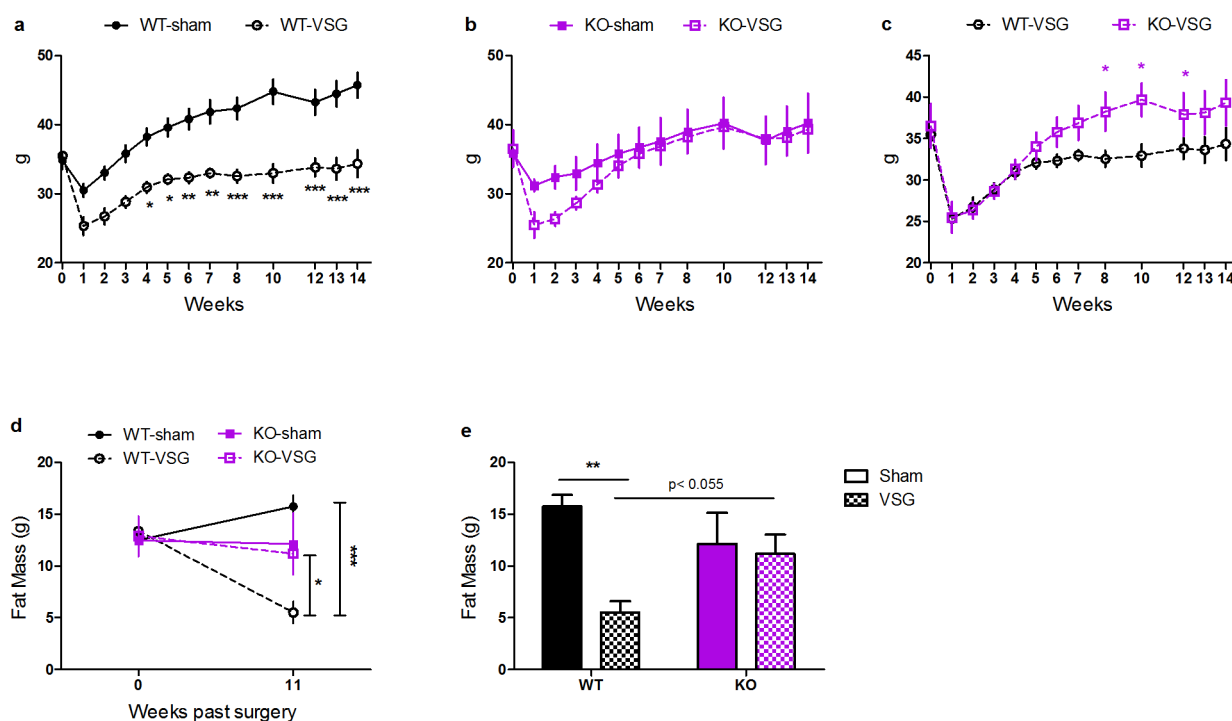 a
WT-sham WT-VSG
50
40
30
20
g
* * ** ** *** *** *** *** ***
0 1 2 3 4 5 6 7 8 10 12 13 14
Weeks
b
KO-sham KO-VSG
50
40
30
20
g
0 1 2 3 4 5 6 7 8 10 12 13 14
Weeks
c
WT-VSG KO-VSG
45
40
35
30
25
20
g
* * *
0 1 2 3 4 5 6 7 8 10 12 13 14
Weeks
d
WT-sham KO-sham
WT-VSG KO-VSG
20
15
10
5
0
Fat Mass (g)
*
***
0 11
Weeks past surgery
e
20
15
10
5
0
Fat Mass (g)
**
p< 0.055
WT KO
Sham
VSG